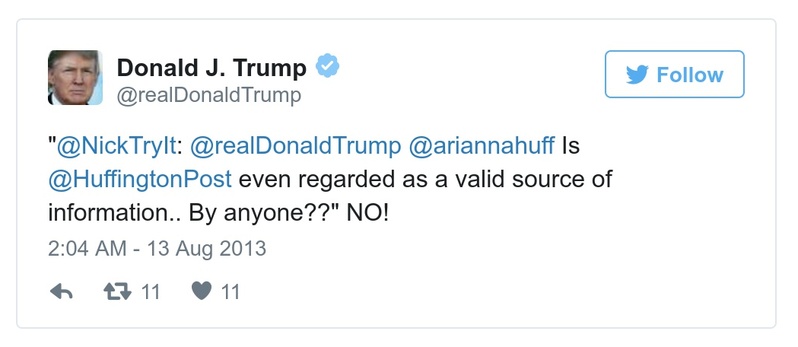 Donald J. Trump
@realDonaldTrump
Follow
"@NickTryIt: @realDonaldTrump @ariannahuff Is
@HuffingtonPost even regarded as a valid source of
information.. By anyone??" NO!
2:04 AM - 13 Aug 2013
11 11